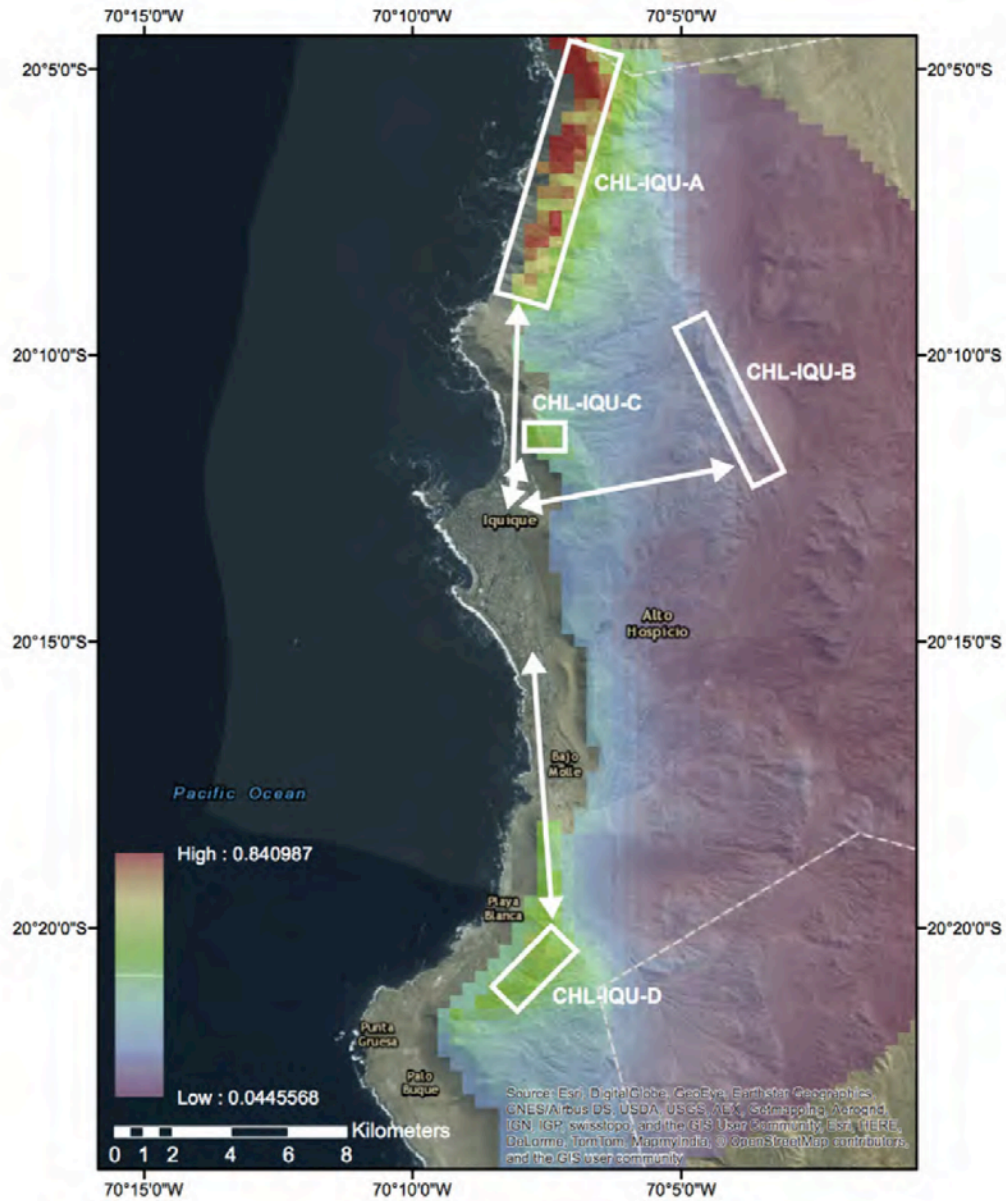 70°15'0"W 70°10'0"W 70°5'0"W
20°5'0"S 20°5'0"S
CHL-IQU-A
20°10'0"S 20°10'0"S
CHL-IQU-B
CHL-IQU-C
Iquique
Alto
Hospicio
20°15'0"S 20°15'0"S
Bajo
Molle
Pacific Ocean
High : 0.840987
Playa
Blanca
20°20'0"S 20°20'0"S
CHL-IQU-D
Punta
Gruesa
Palo
Buque
Low : 0.0445568
Source: Esri, DigitalGlobe, GeoEye, Earthstar Geographics,
CNES/Airbus DS, USDA, USGS, AEX, Getmapping, Aerogrid,
IGN, IGP, swisstopo, and the GIS User Community, Esri, HERE,
DeLorme, TomTom, MapmyIndia, © OpenStreetMap contributors,
and the GIS user community
Kilometers
0 1 2 4 6 8
70°15'0"W 70°10'0"W 70°5'0"W